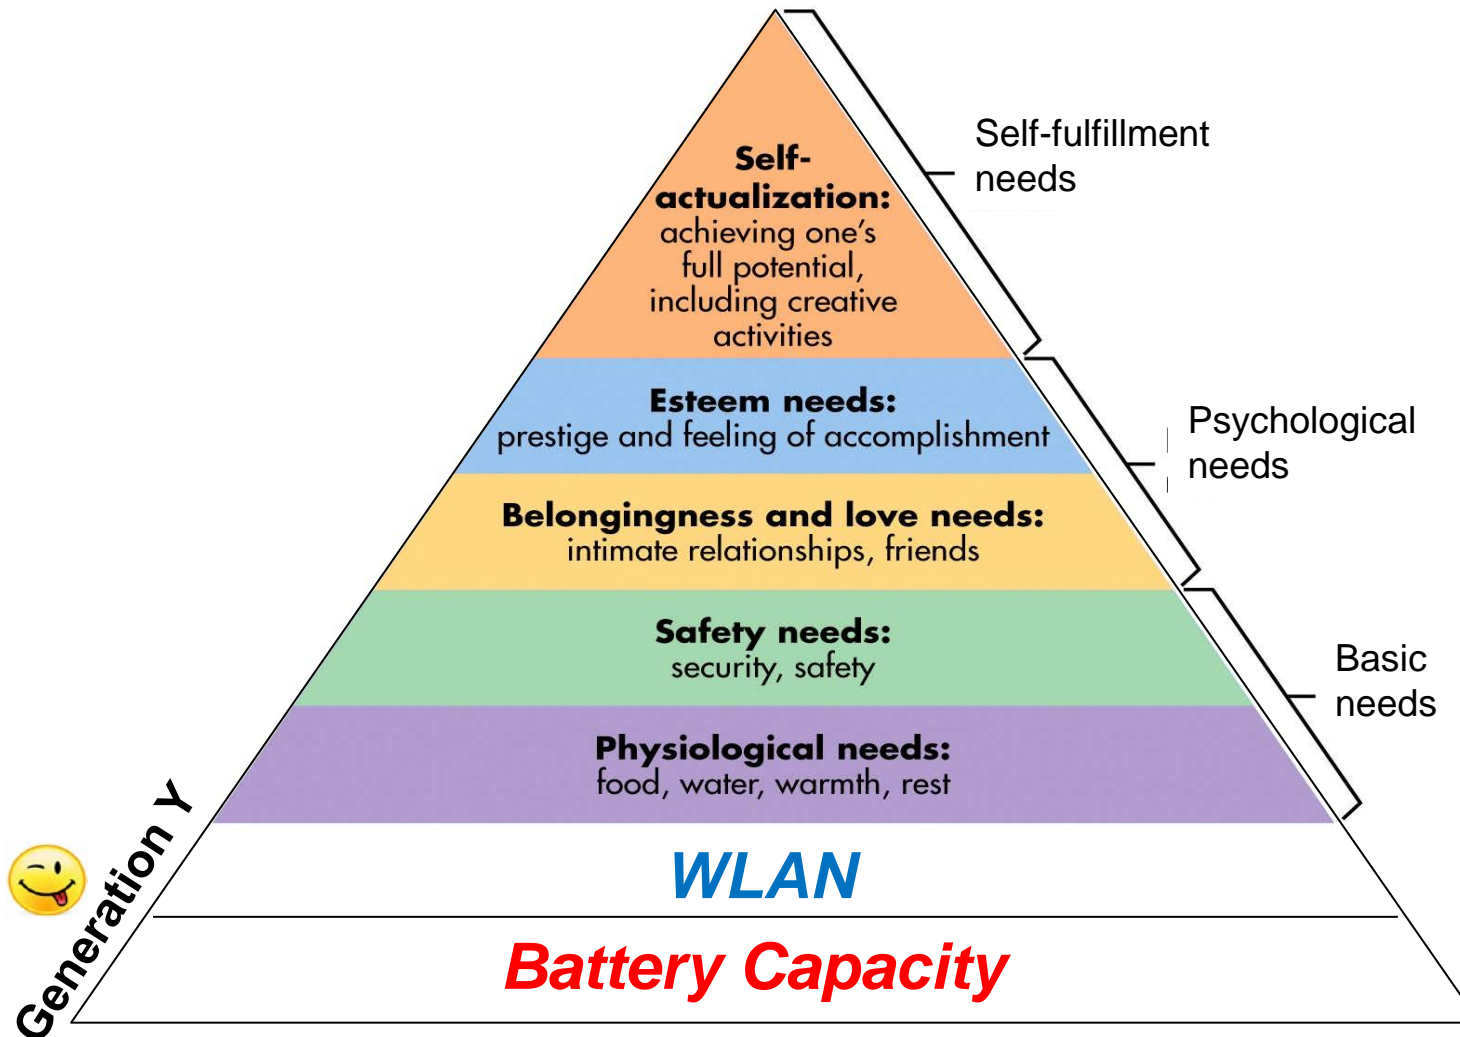 Self-
actualization:
achieving one's
full potential,
including creative
activities
Self-fulfillment
needs
Esteem needs:
prestige and feeling of accomplishment
Psychological
needs
Belongingness and love needs:
intimate relationships, friends
Safety needs:
security, safety
Basic
needs
Physiological needs:
food, water, warmth, rest
Generation Y
WLAN
Battery Capacity